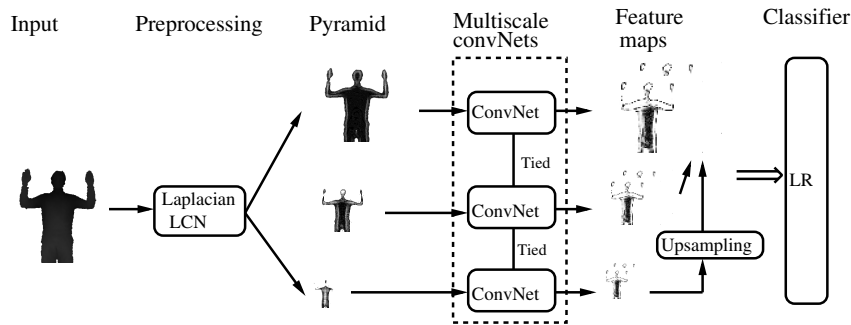 Input
Preprocessing
Pyramid
Multiscale
convNets
Feature
maps
Classifier
ConvNet
Tied
Laplacian
LCN
ConvNet
LR
Tied
Upsampling
ConvNet